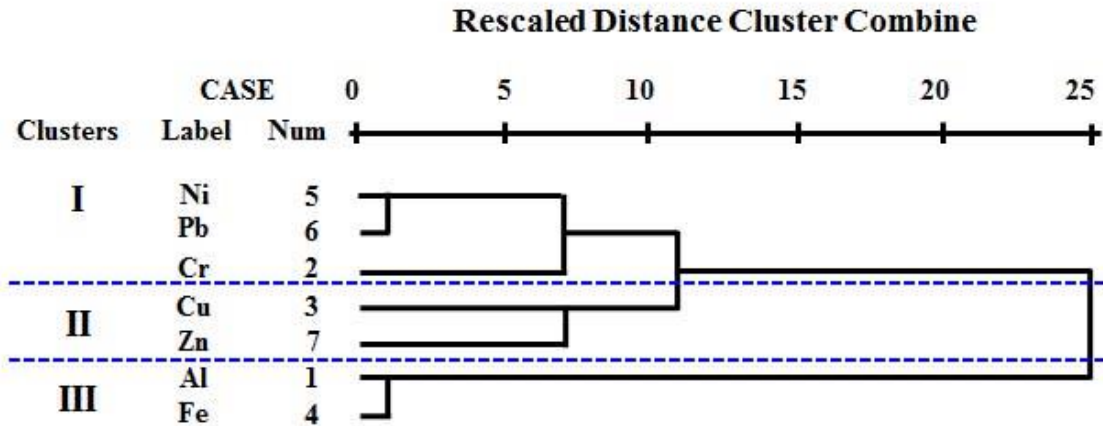 Rescaled Distance Cluster Combine
CASE 0 5 10 15 20 25
Clusters Label Num
I Ni 5
Pb 6
Cr 2
II Cu 3
Zn 7
III Al 1
Fe 4